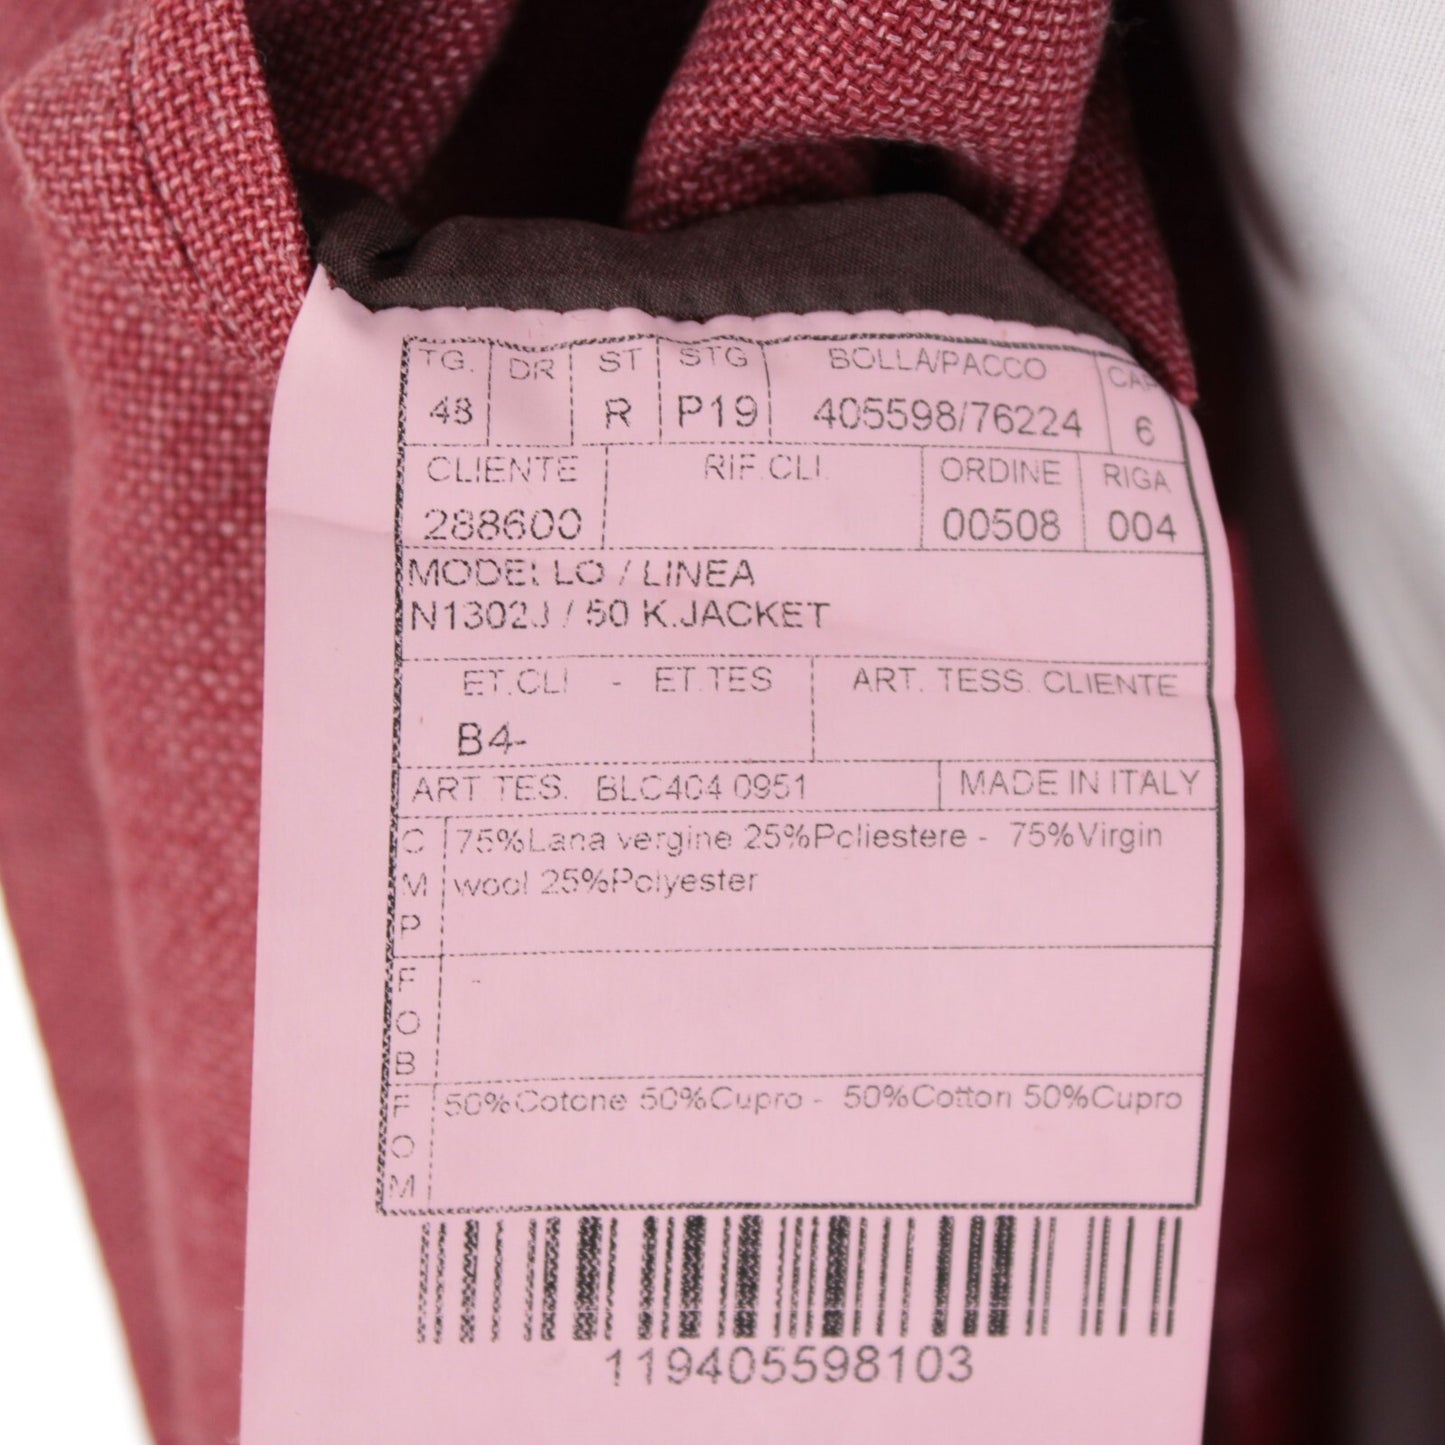 TG. DR ST STG BOLLA/PACCO CAP
48 R P19 405598/76224 6
CLIENTE RIF.CLI. ORDINE RIGA
288600 00508 004
MODELLO / LINEA
N1302J / 50 K.JACKET
ET.CLI - ET.TES ART. TESS. CLIENTE
B4-
ART.TES. BLC404 0951 MADE IN ITALY
C M P 75%Lana vergine 25%Poliestere - 75%Virgin
wool 25%Polyester
F O B -
F O M 50%Cotone 50%Cupro - 50%Cotton 50%Cupro
119405598103